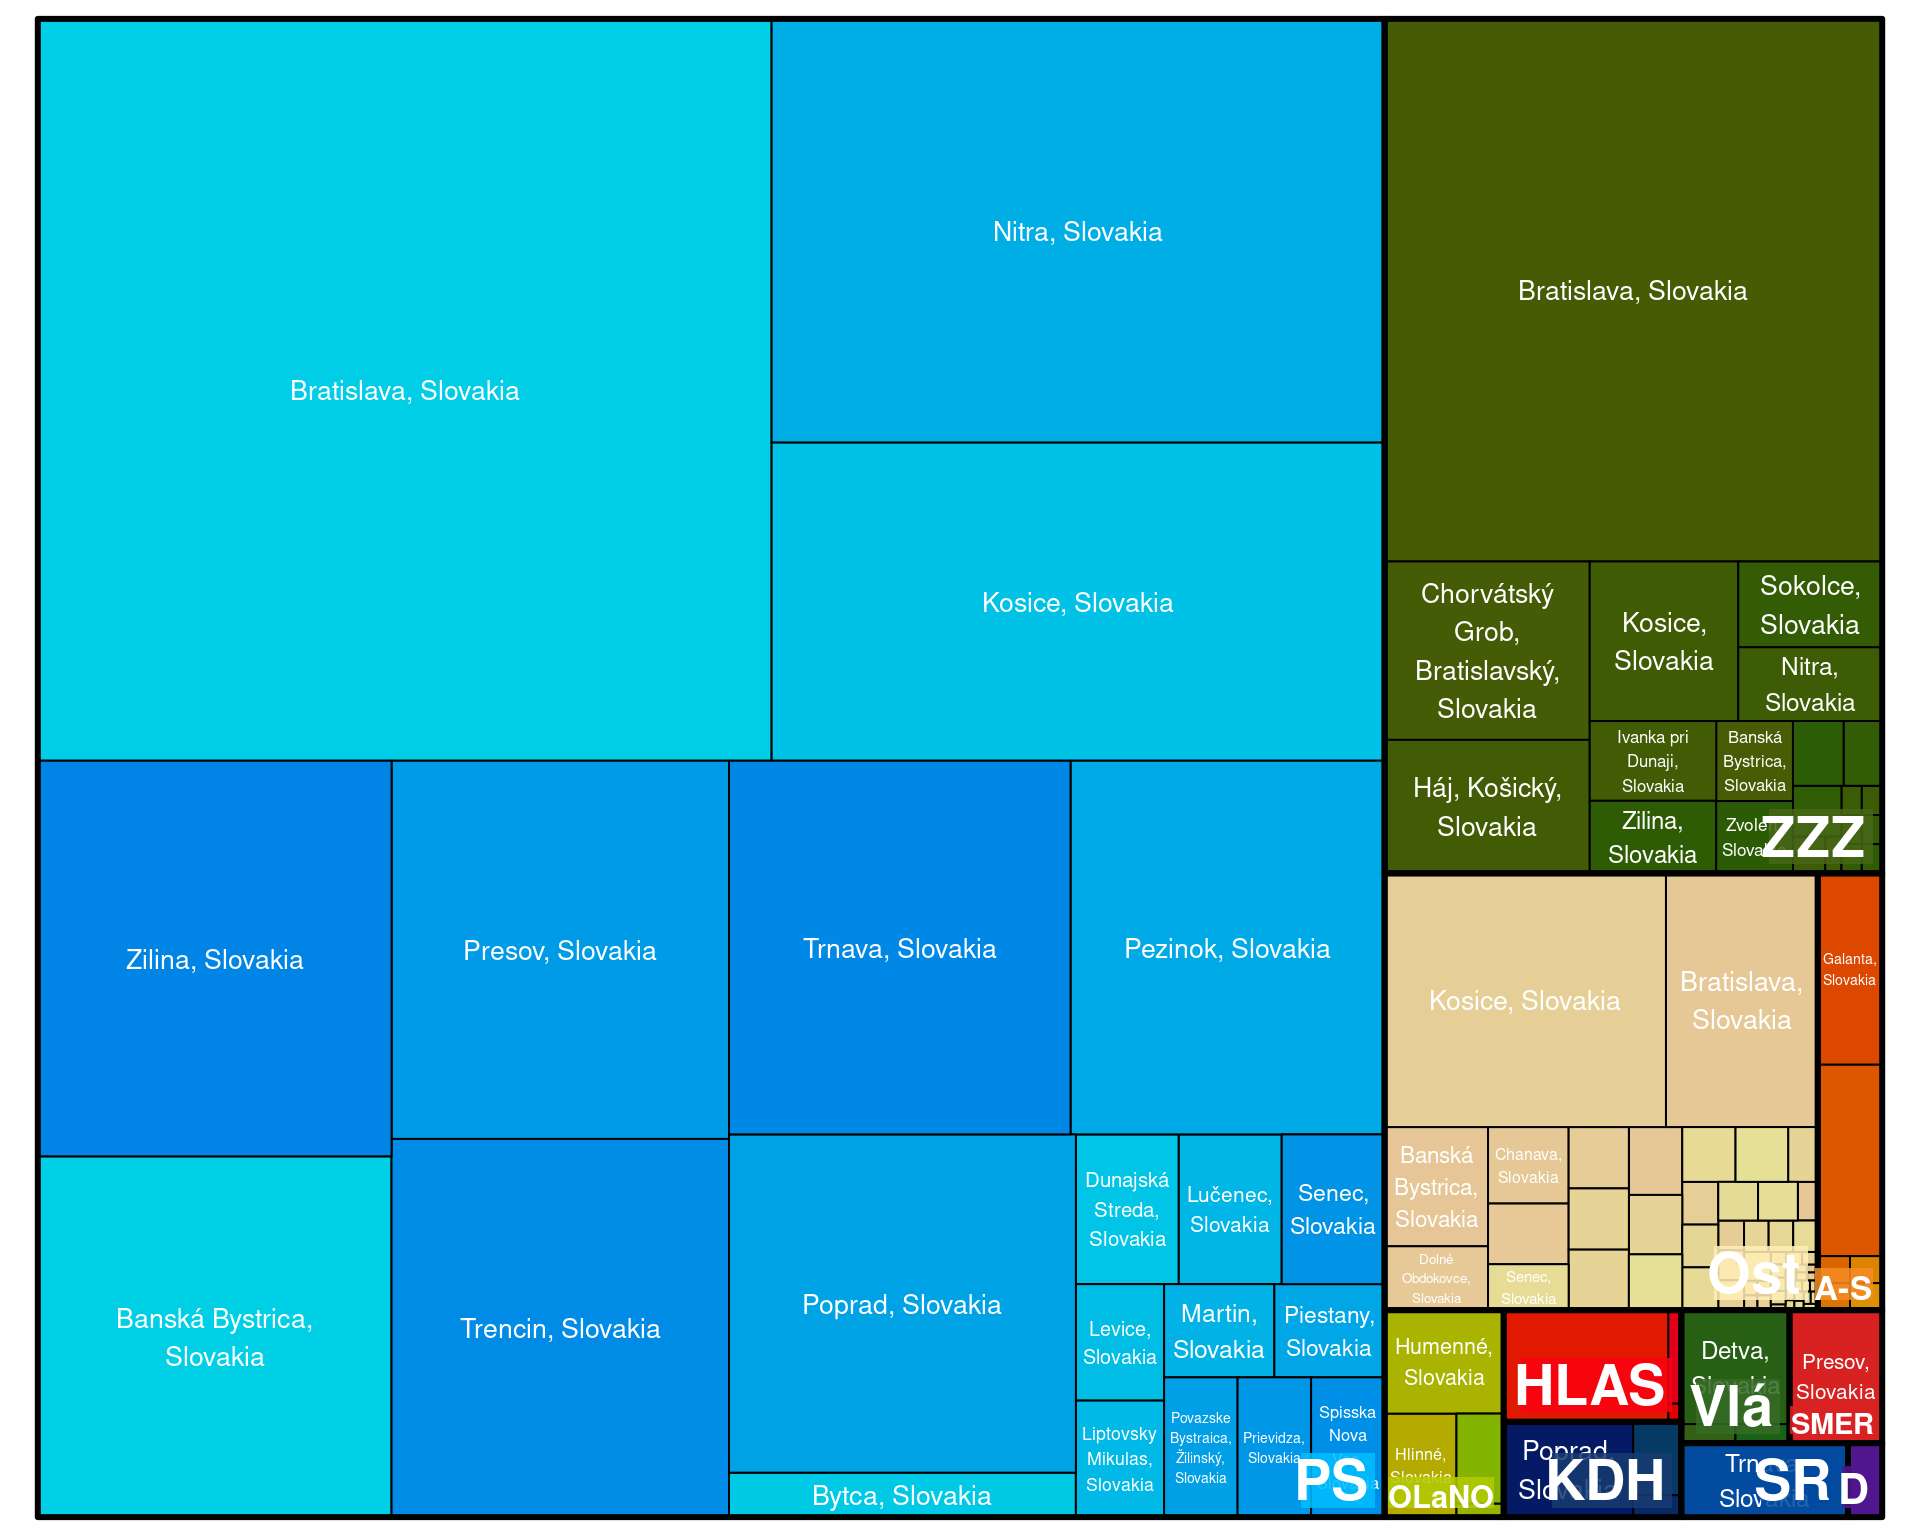 Bratislava, Slovakia
Nitra, Slovakia
Kosice, Slovakia
Zilina, Slovakia
Presov, Slovakia
Trnava, Slovakia
Pezinok, Slovakia
Banská Bystrica,
Slovakia
Trencin, Slovakia
Poprad, Slovakia
Bytca, Slovakia
Dunajská
Streda,
Slovakia
Lučenec,
Slovakia
Senec,
Slovakia
Levice,
Slovakia
Martin,
Slovakia
Piestany,
Slovakia
Liptovsky
Mikulas,
Slovakia
Povazske
Bystraica,
Žilinský,
Slovakia
Prievidza,
Slovakia
Spisska
Nova
PS
Bratislava, Slovakia
Chorvátský
Grob,
Bratislavský,
Slovakia
Kosice,
Slovakia
Sokolce,
Slovakia
Nitra,
Slovakia
Háj, Košický,
Slovakia
Ivanka pri
Dunaji,
Slovakia
Banská
Bystrica,
Slovakia
Zilina,
Slovakia
ZZZ
Kosice, Slovakia
Bratislava,
Slovakia
Banská
Bystrica,
Slovakia
Chanava,
Slovakia
Dolné
Obdokovce,
Slovakia
Senec,
Slovakia
Ost
Galanta,
Slovakia
A-S
Humenné,
Slovakia
Hlinné,
Slovakia
OLaNO
HLAS
Poprad,
KDH
Detva,
Slovakia
Vlá
Presov,
Slovakia
SMER
SR
D